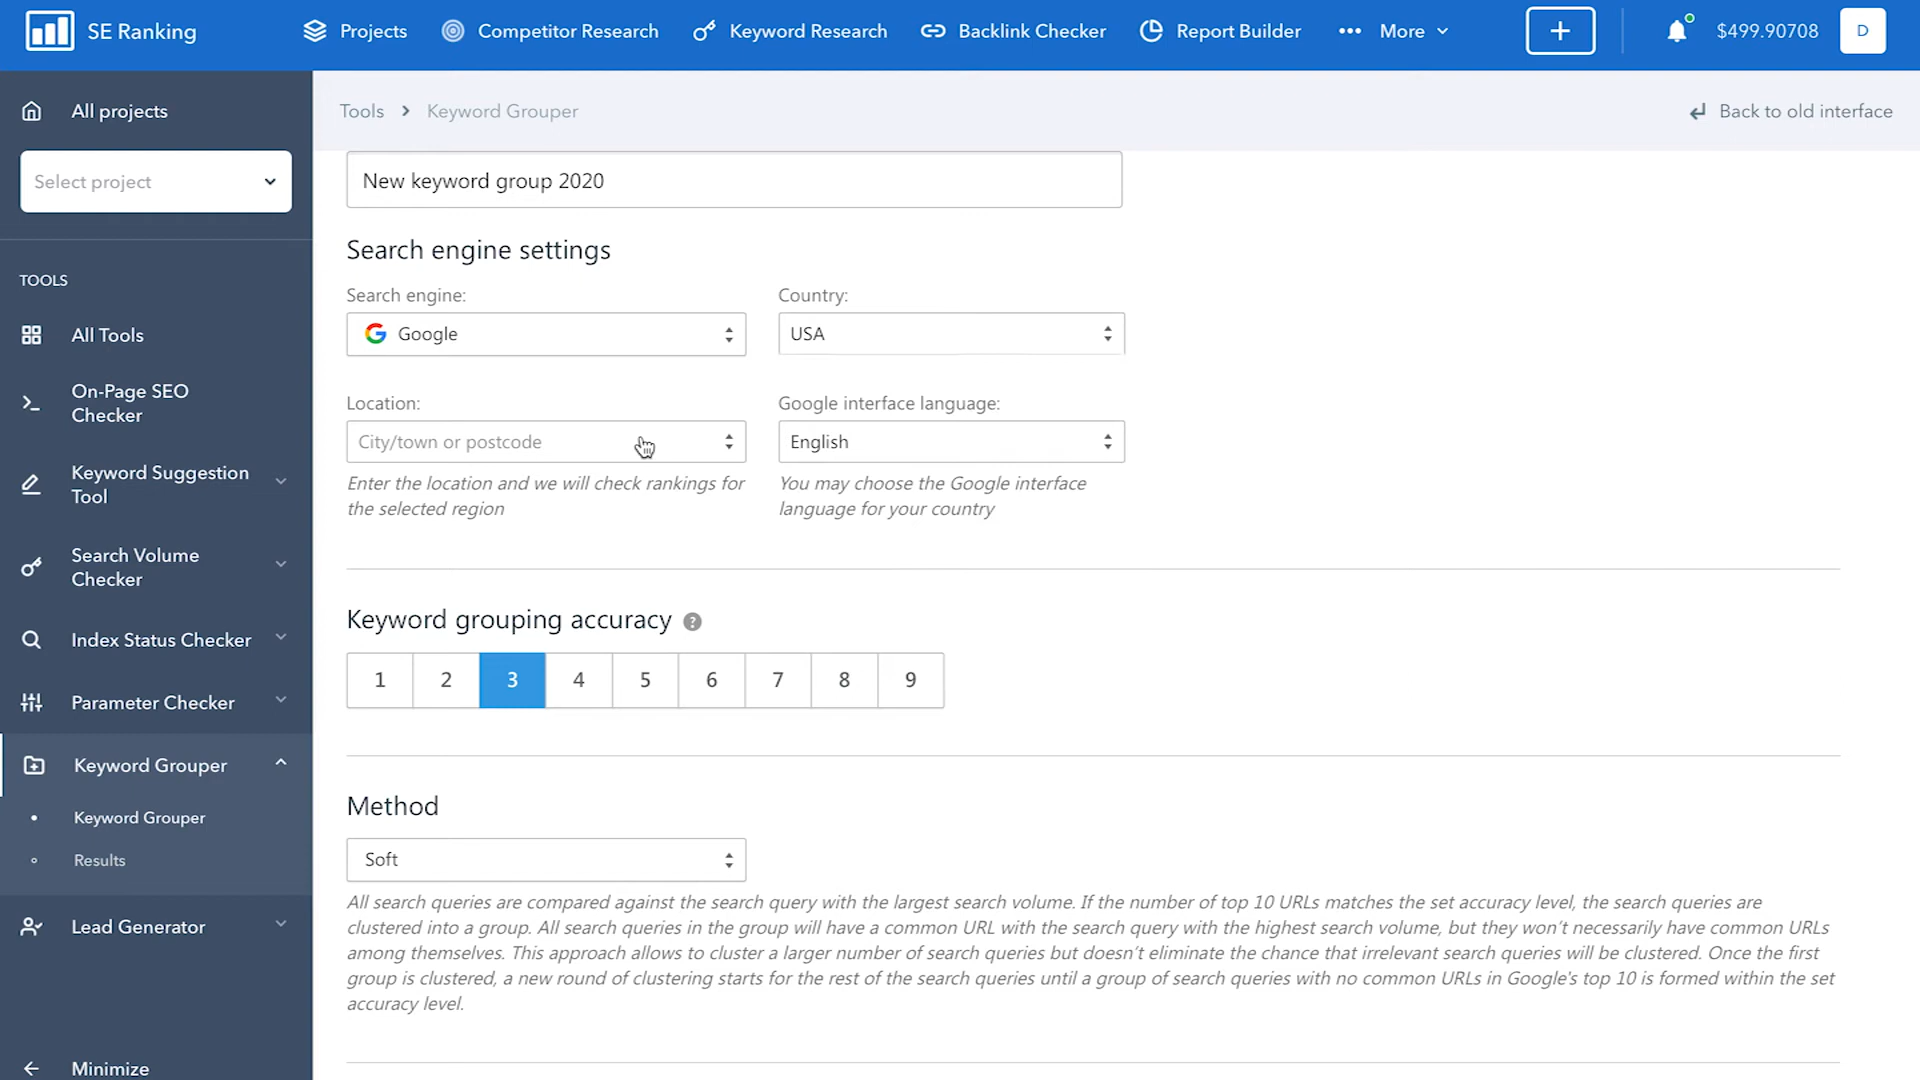 SE Ranking
Projects
Competitor Research
Keyword Research
Backlink Checker
Report Builder
More
$499.90708
D
All projects
Select project
TOOLS
All Tools
On-Page SEO
Checker
Keyword Suggestion
Tool
Search Volume
Checker
Index Status Checker
Parameter Checker
Keyword Grouper
Keyword Grouper
Results
Lead Generator
Minimize
Tools > Keyword Grouper
Back to old interface
New keyword group 2020
Search engine settings
Search engine:
Country:
Google
USA
Location:
Google interface language:
City/town or postcode
English
Enter the location and we will check rankings for
the selected region
You may choose the Google interface
language for your country
Keyword grouping accuracy ?
1 2 3 4 5 6 7 8 9
Method
Soft
All search queries are compared against the search query with the largest search volume. If the number of top 10 URLs matches the set accuracy level, the search queries are
clustered into a group. All search queries in the group will have a common URL with the search query with the highest search volume, but they won't necessarily have common URLs
among themselves. This approach allows to cluster a larger number of search queries but doesn't eliminate the chance that irrelevant search queries will be clustered. Once the first
group is clustered, a new round of clustering starts for the rest of the search queries until a group of search queries with no common URLs in Google's top 10 is formed within the set
accuracy level.